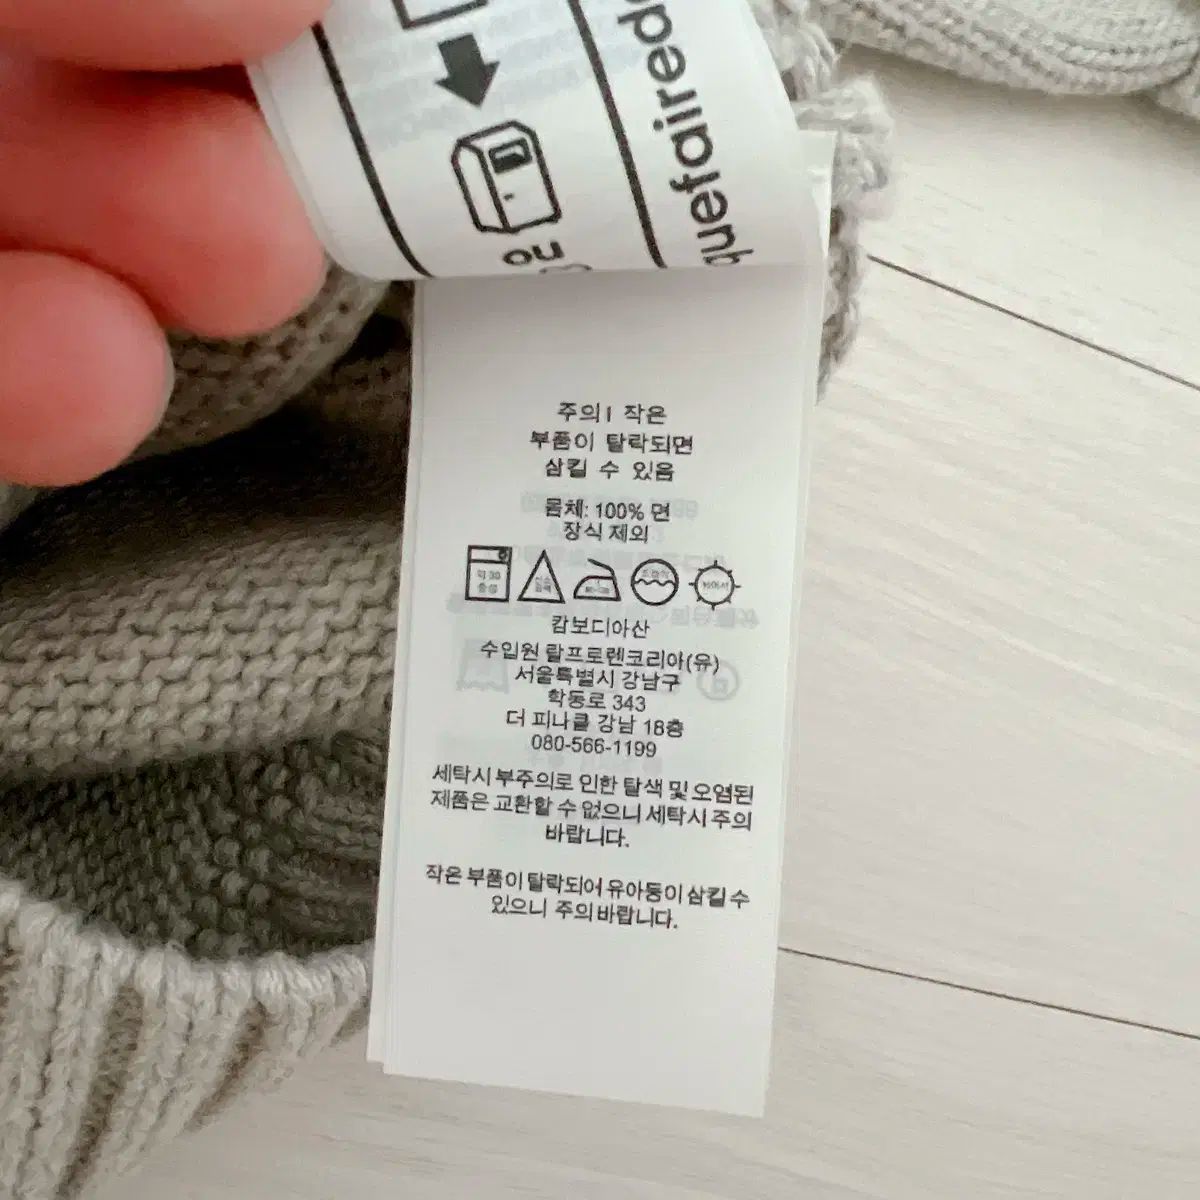 quefaired
주의! 작은
부품이 탈락되면
삼킬 수 있음
몸체: 100% 면
장식 제외
약 30
중성
캄보디아산
수입원 랄프로렌코리아(유)
서울특별시 강남구
학동로 343
더 피나클 강남 18층
080-566-1199
세탁시 부주의로 인한 탈색 및 오염된
제품은 교환할 수 없으니 세탁시 주의
바랍니다.
작은 부품이 탈락되어 유아등이 삼킬 수
있으니 주의 바랍니다.